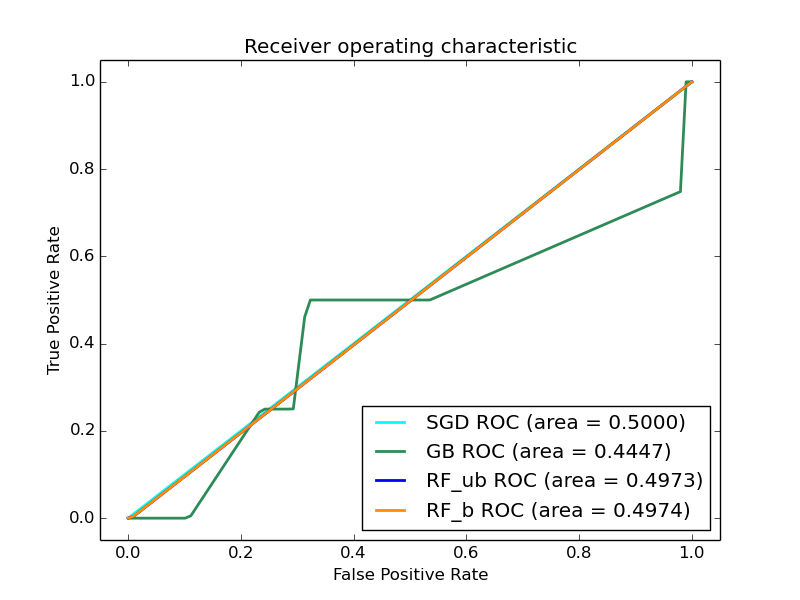 Receiver operating characteristic
1.0
0.8
0.6
0.4
0.2
0.0
True Positive Rate
SGD ROC (area = 0.5000)
GB ROC (area = 0.4447)
RF_ub ROC (area = 0.4973)
RF_b ROC (area = 0.4974)
0.0 0.2 0.4 0.6 0.8 1.0
False Positive Rate